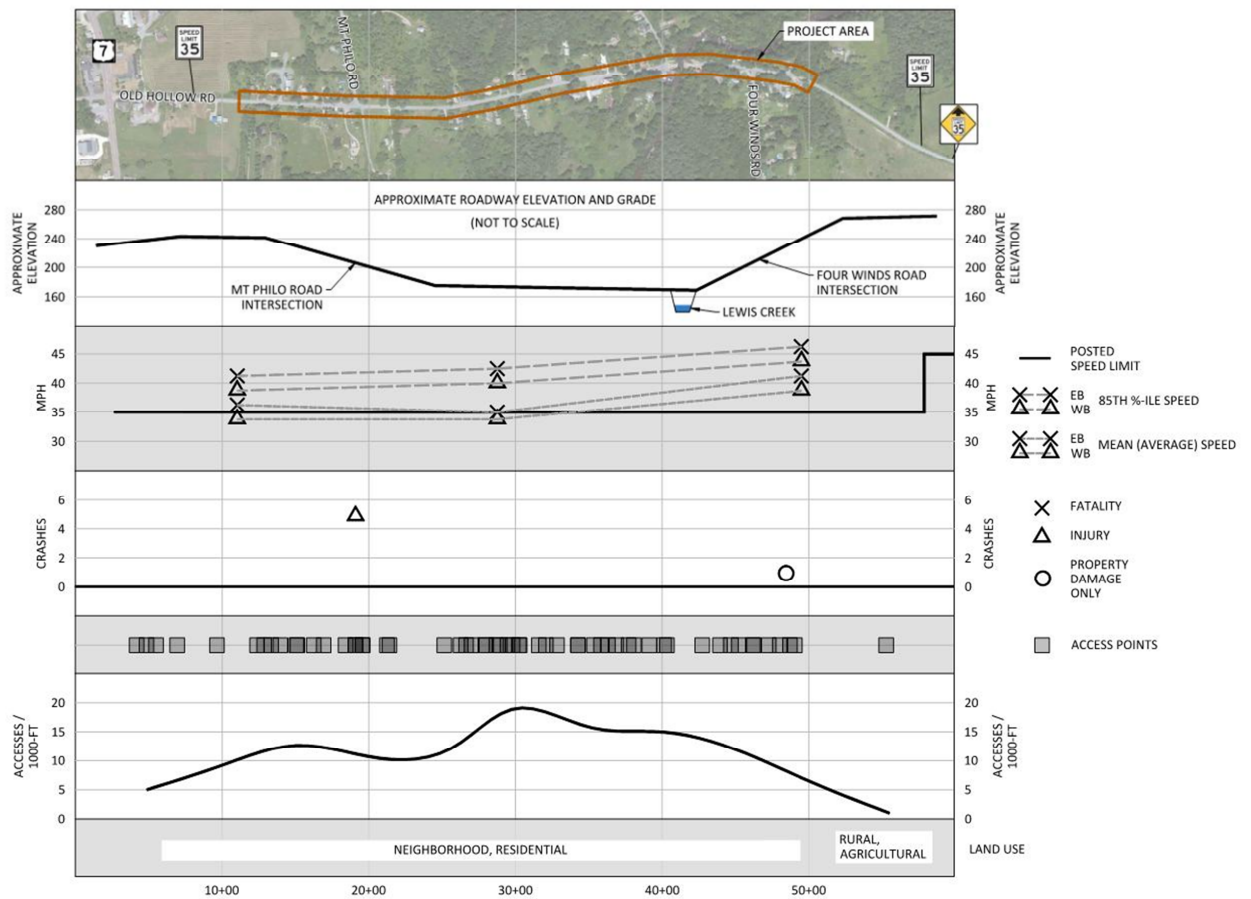 7
SPEED
LIMIT
35
MT PHILO RD
PROJECT AREA
SPEED
LIMIT
35
OLD HOLLOW RD
FOUR WINDS RD
35
APPROXIMATE ROADWAY ELEVATION AND GRADE
(NOT TO SCALE)
APPROXIMATE
ELEVATION
280
240
200
160
280
240
200
160
APPROXIMATE
ELEVATION
MT PHILO ROAD
INTERSECTION
FOUR WINDS ROAD
INTERSECTION
LEWIS CREEK
MPH
45
40
35
30
45
40
35
30
MPH
POSTED
SPEED LIMIT
EB
WB
85TH %-ILE SPEED
EB
WB
MEAN (AVERAGE) SPEED
CRASHES
6
4
2
0
6
4
2
0
CRASHES
FATALITY
INJURY
PROPERTY
DAMAGE
ONLY
ACCESS POINTS
ACCESSES /
1000-FT
20
15
10
5
0
20
15
10
5
0
ACCESSES /
1000-FT
NEIGHBORHOOD, RESIDENTIAL
RURAL,
AGRICULTURAL
LAND USE
10+00
20+00
30+00
40+00
50+00